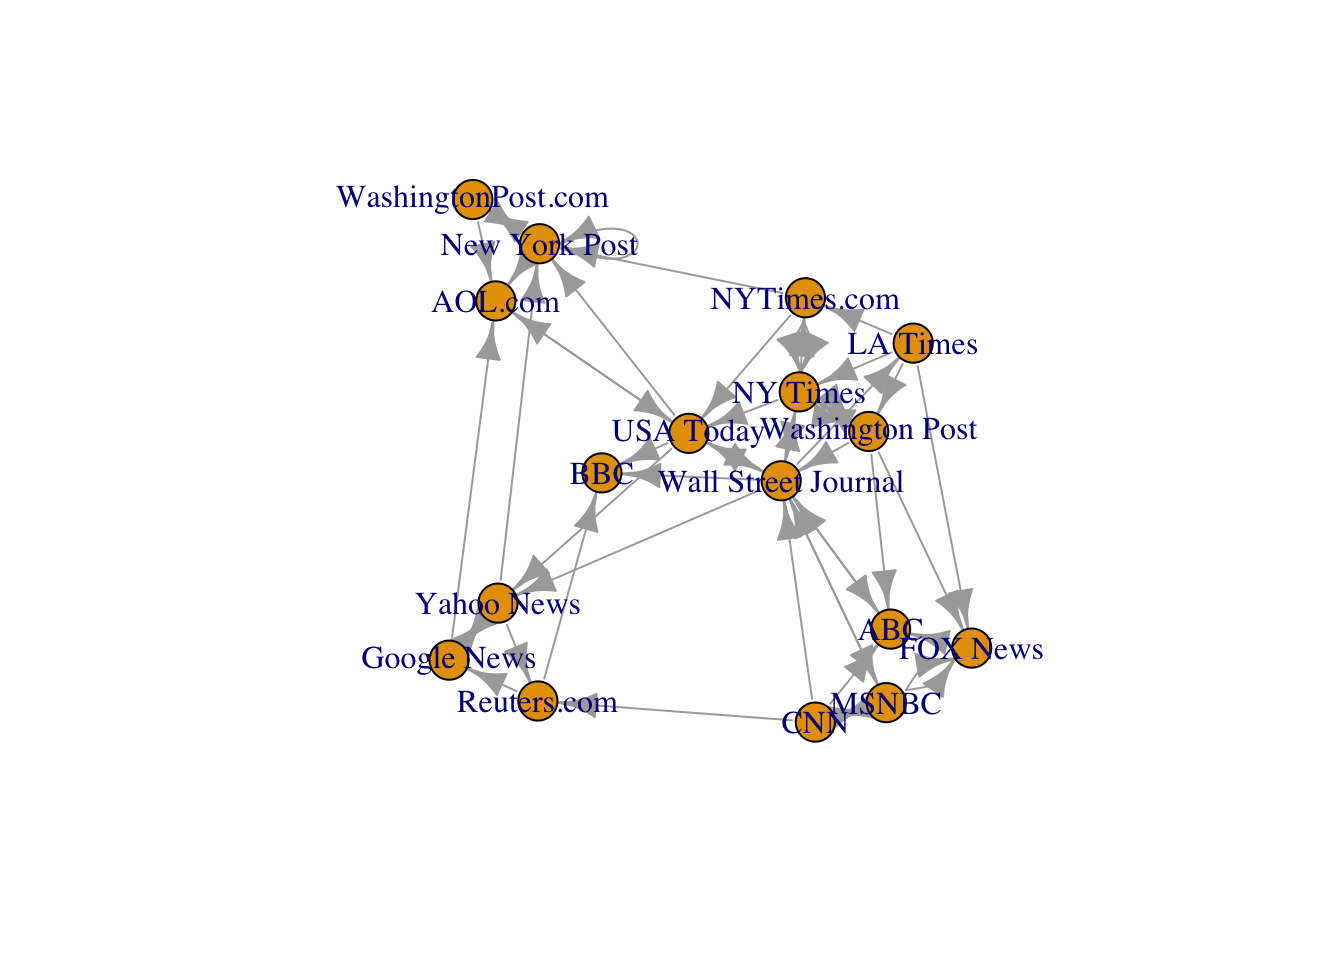 WashingtonPost.com
New York Post
AOL.com
NYTimes.com
LA Times
NY Times
USA Today
Washington Post
BBC
Wall Street Journal
Yahoo News
ABC
FOX News
Google News
Reuters.com
MSNBC
CNN